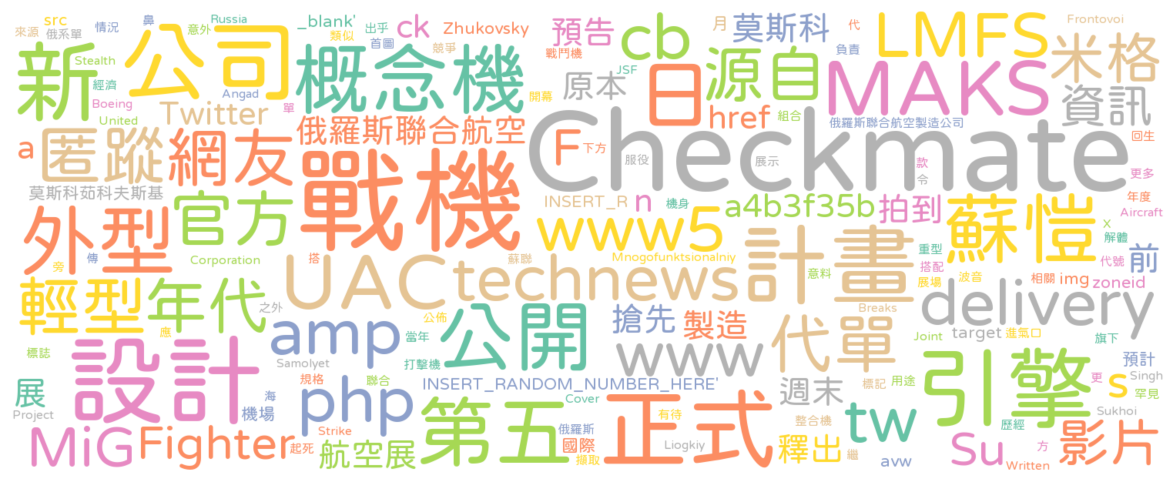 src
_blank'
ck
Zhukovsky
預告
cb
月
莫斯科
代
LMFS
Frontovoi
來源
俄系單
鼻
情況
Russia
意外
類似
出乎
首圖
競爭
戰鬥機
負責
米格
新
公司
概念機
Stealth
經濟
Boeing
United
Angad
Twitter
單
開幕
JSF
原本
源自
日
MAKS
資訊
組合
href
俄羅斯聯合航空
俄羅斯聯合航空製造公司
Checkmate
回生
a
匿蹤
網友
F
下方
服役
展示
款
令
更多
莫斯科茹科夫斯基
戰機
INSERT_R
n
機身
a4b3f35b
拍到
蘇愷
年度
Aircraft
x
解體
外型
官方
www5
計畫
重型
代號
前
Corporation
搭
蘇聯
Mnogofunktsionalniy
意料
搭配
廣場
波音
相關
img
zoneid
旁
傳
UAC
technews
輕型
年代
之外
公佈
Breaks
delivery
應
amp
當年
公開
搶先
製造
代單
Joint
target
進氣口
旗下
標誌
Samolyet
打擊機
www
設計
規格
聯合
INSERT_RANDOM_NUMBER_HERE'
週末
標記
用途
引擎
更
s
預計
Singh
罕見
展
Project
海
機場
php
Cover
第五
有待
正式
整合機
tw
歷經
Sukhoi
MiG
Fighter
起死
Strike
航空展
俄羅斯
國際
擷取
Liogkiy
釋出
繼
avw
Su
方
Written
影片